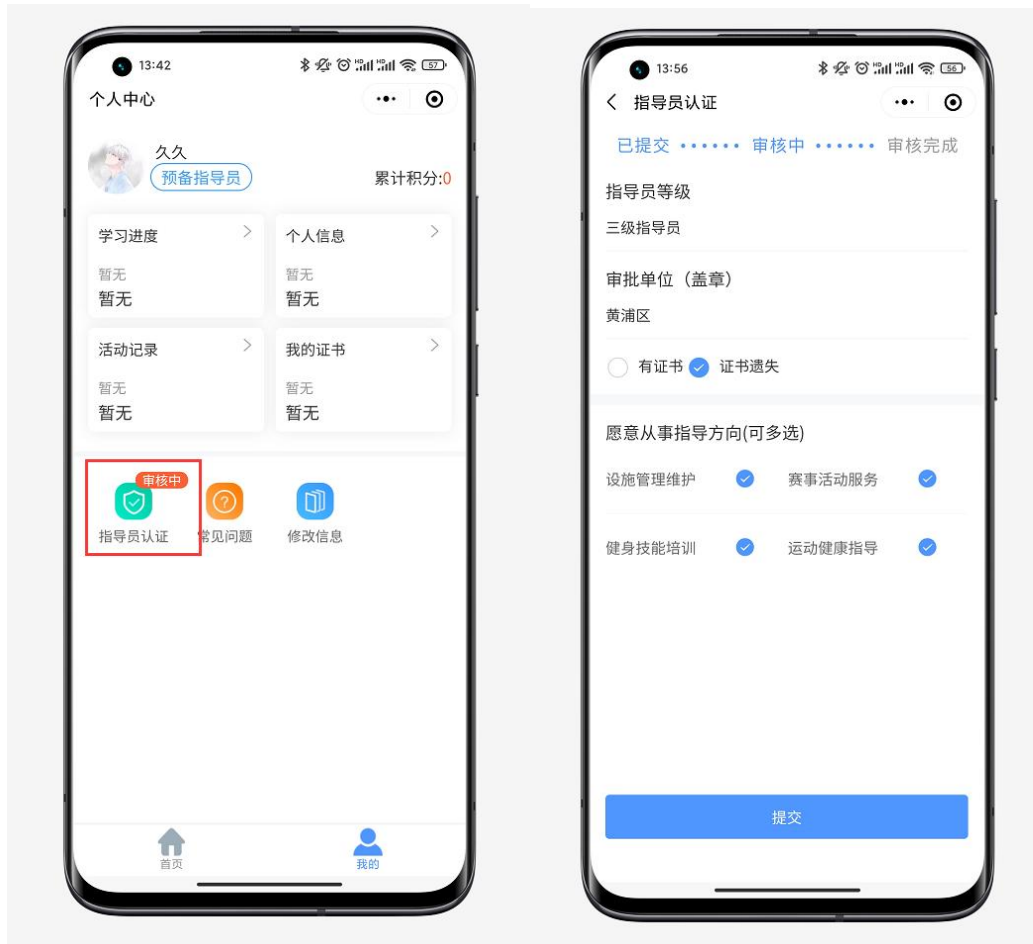 13:42
57
个人中心
久久
预备指导员
累计积分:0
学习进度
个人信息
暂无
暂无
暂无
暂无
活动记录
我的证书
暂无
暂无
暂无
暂无
审核中
指导员认证
常见问题
修改信息
首页
我的
13:56
56
指导员认证
已提交 •••••• 审核中 •••••• 审核完成
指导员等级
三级指导员
审批单位（盖章）
黄浦区
有证书 证书遗失
愿意从事指导方向(可多选)
设施管理维护 赛事活动服务
健身技能培训 运动健康指导
提交